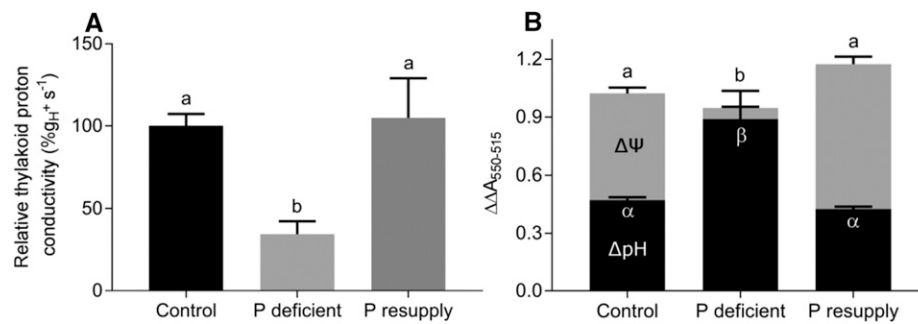 A
Relative thylakoid proton
conductivity (%gH+ s-1)
150
100
50
0
a
b
a
Control
P deficient
P resupply
B
ΔΔA550-515
1.2
0.9
0.6
0.3
0.0
a
b
a
ΔΨ
α
β
α
ΔpH
Control
P deficient
P resupply